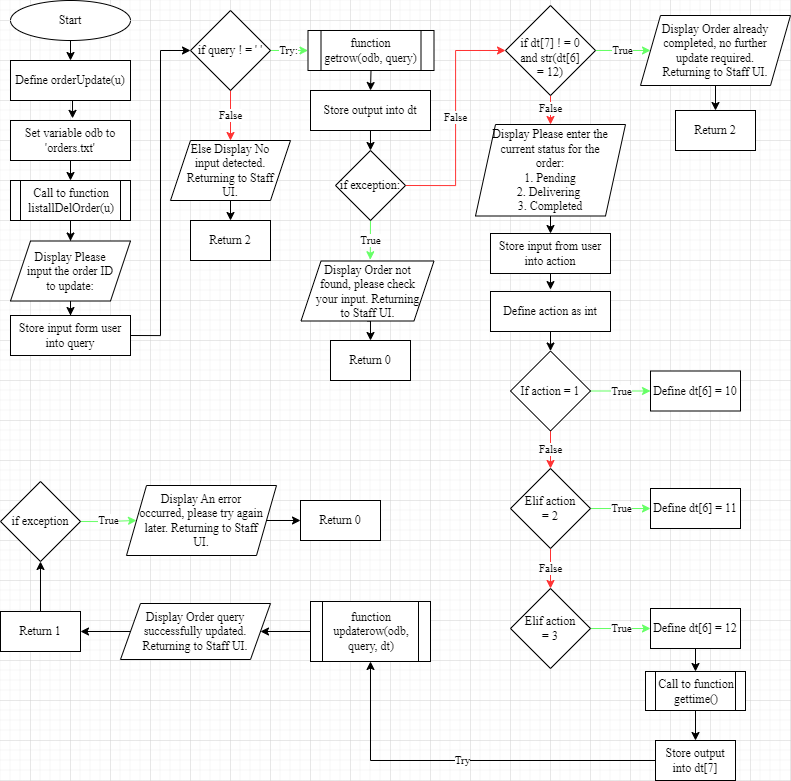 Start
Define orderUpdate(u)
Set variable odb to
'orders.txt'
Call to function
listallDelOrder(u)
Display Please
input the order ID
to update:
Store input form user
into query
if query ! = ' '
Try:
False
Else Display No
input detected.
Returning to Staff
UI.
Return 2
function
getrow(odb, query)
Store output into dt
if exception:
False
True
Display Order not
found, please check
your input. Returning
to Staff UI.
Return 0
if dt[7] ! = 0
and str(dt[6]
= 12)
True
Display Order already
completed, no further
update required.
Returning to Staff UI.
Return 2
False
Display Please enter the
current status for the
order:
1. Pending
2. Delivering
3. Completed
Store input from user
into action
Define action as int
If action = 1
True
Define dt[6] = 10
False
Elif action
= 2
True
Define dt[6] = 11
False
Elif action
= 3
True
Define dt[6] = 12
Call to function
gettime()
Store output
into dt[7]
Try
function
updaterow(odb,
query, dt)
Display Order query
successfully updated.
Returning to Staff UI.
Return 1
if exception
True
Display An error
occurred, please try again
later. Returning to Staff
UI.
Return 0